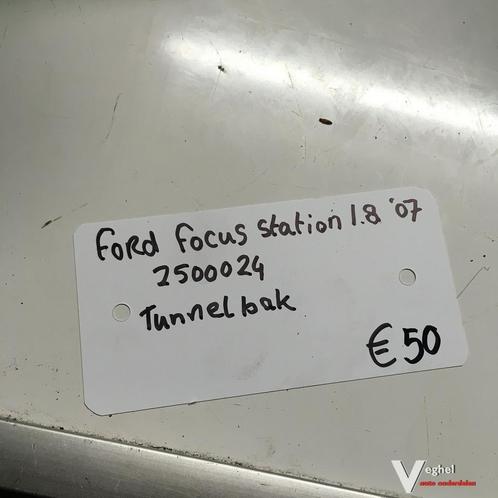 Ford Focus Station 1.8 '07
2500024
Tunnelbak
€50
Veghel
auto onderdelen